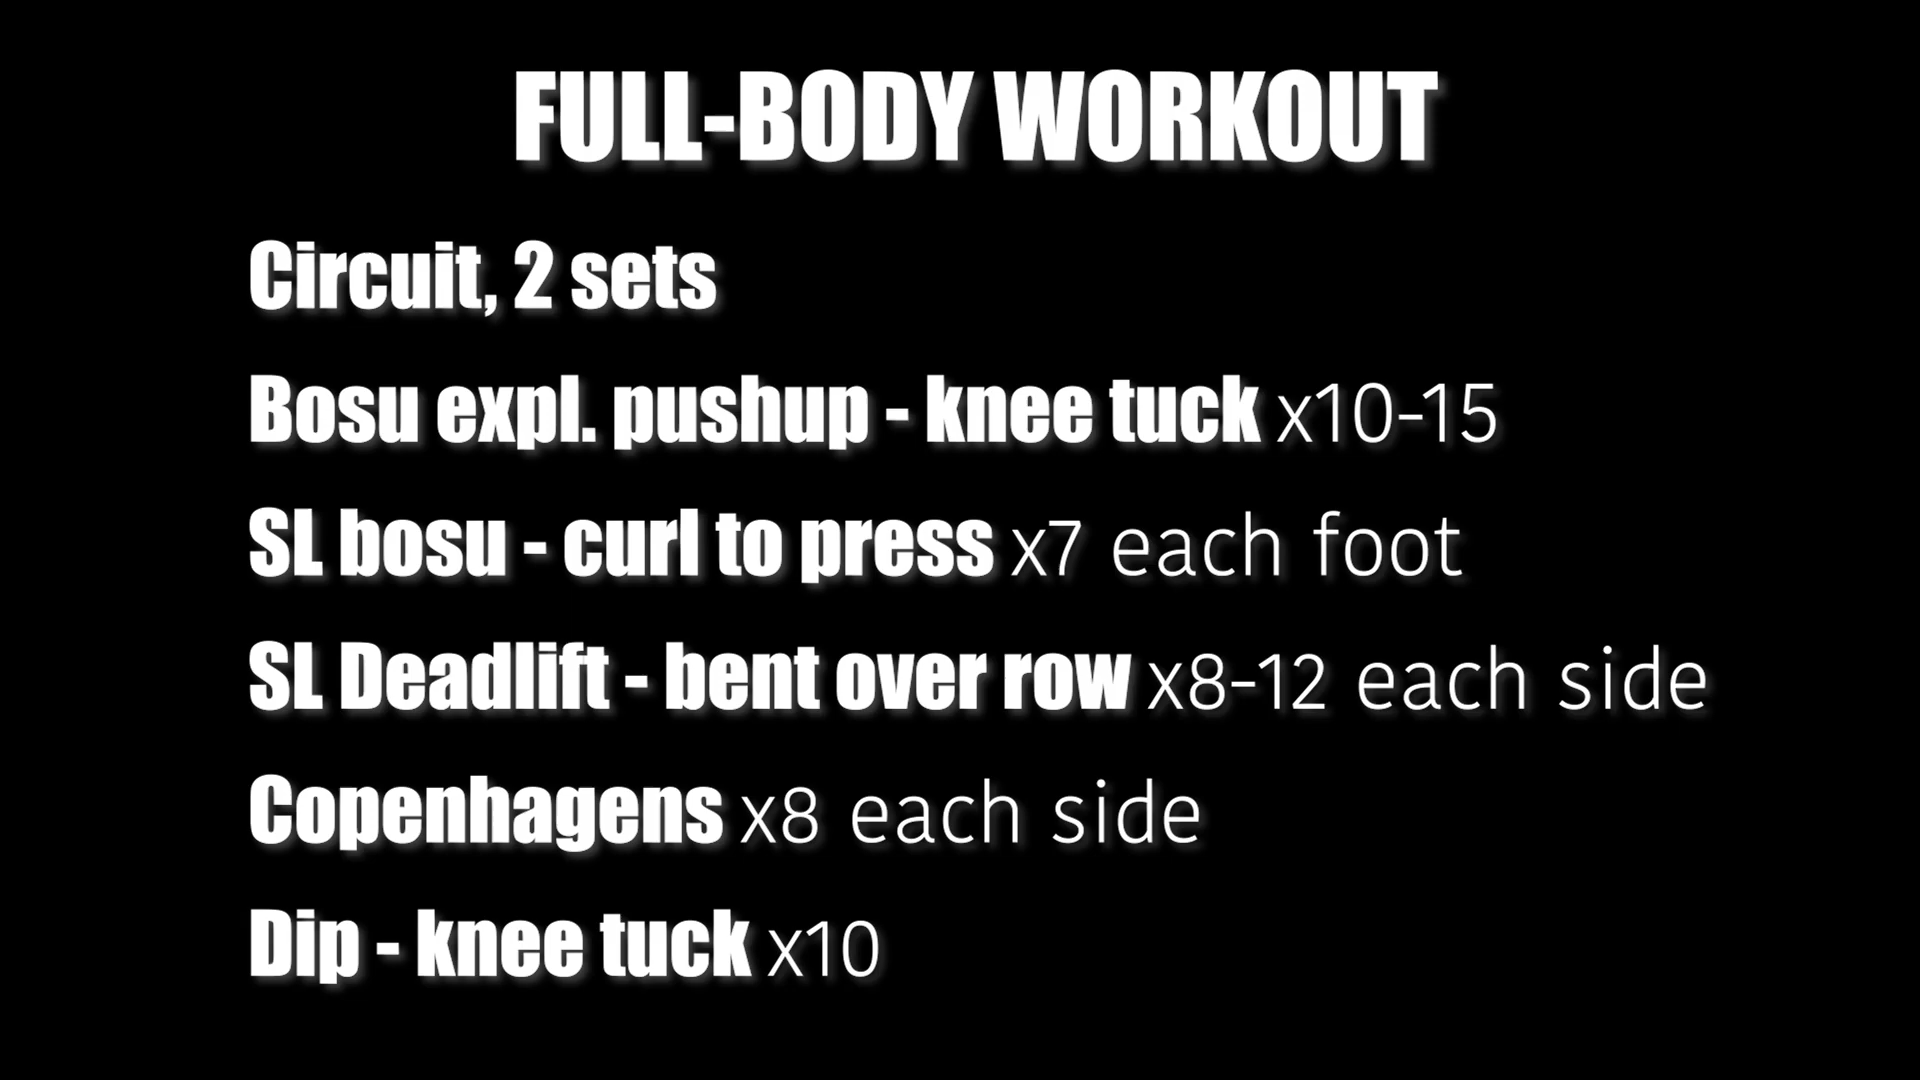 FULL-BODY WORKOUT
Circuit, 2 sets
Bosu expl. pushup - knee tuck x10-15
SL bosu - curl to press x7 each foot
SL Deadlift - bent over row x8-12 each side
Copenhagens x8 each side
Dip - knee tuck x10